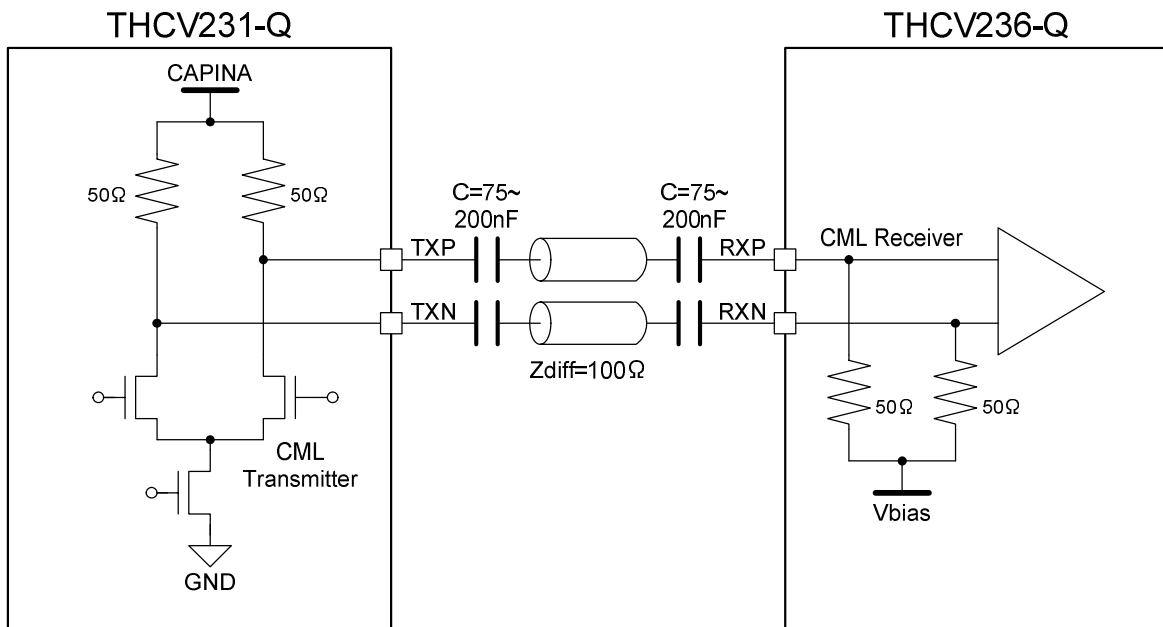 THCV231-Q
THCV236-Q
CAPINA
50Ω
50Ω
C=75~
200nF
C=75~
200nF
TXP
RXP
CML Receiver
TXN
RXN
Zdiff=100Ω
50Ω
50Ω
CML
Transmitter
Vbias
GND